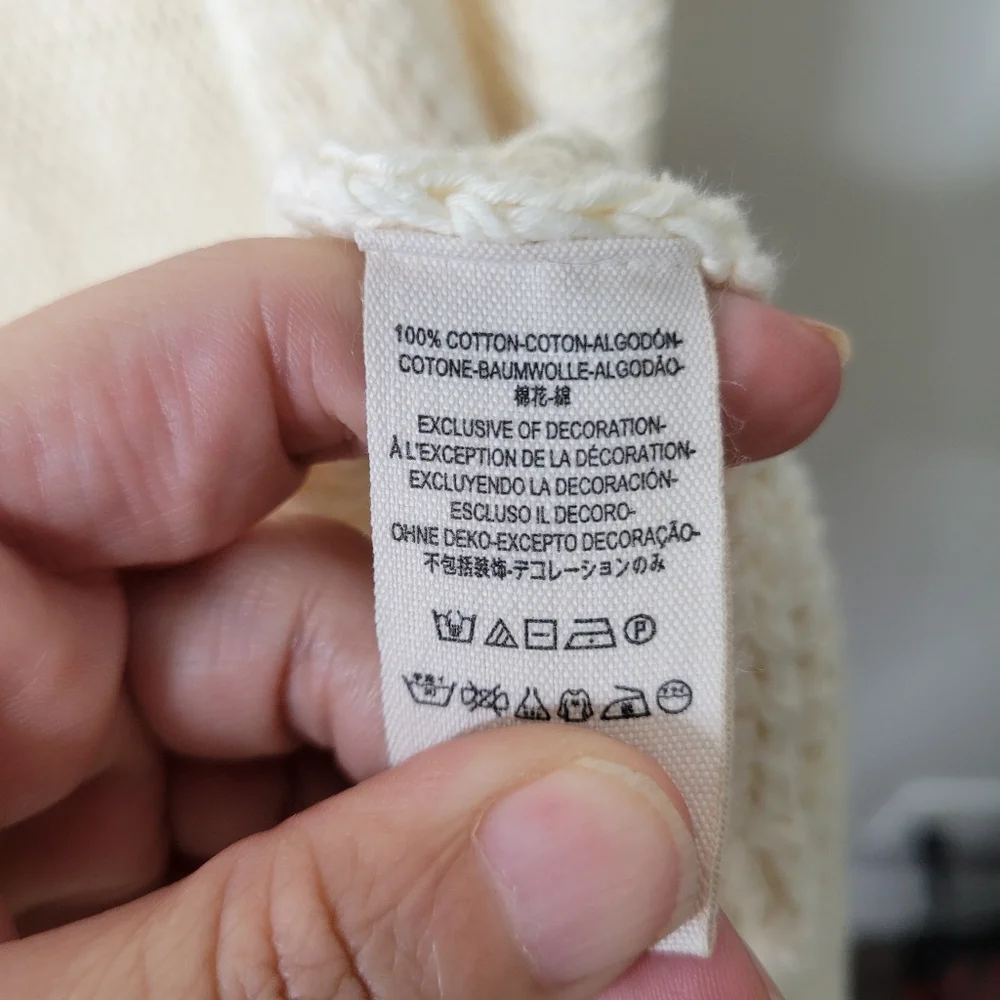 100% COTTON-COTON-ALGODÓN-
COTONE-BAUMWOLLE-ALGODÃO-
棉花-綿
EXCLUSIVE OF DECORATION-
À L'EXCEPTION DE LA DÉCORATION-
EXCLUYENDO LA DECORACIÓN-
ESCLUSO IL DECORO-
OHNE DEKO-EXCEPTO DECORAÇÃO-
不包括装饰-デコレーションのみ
P